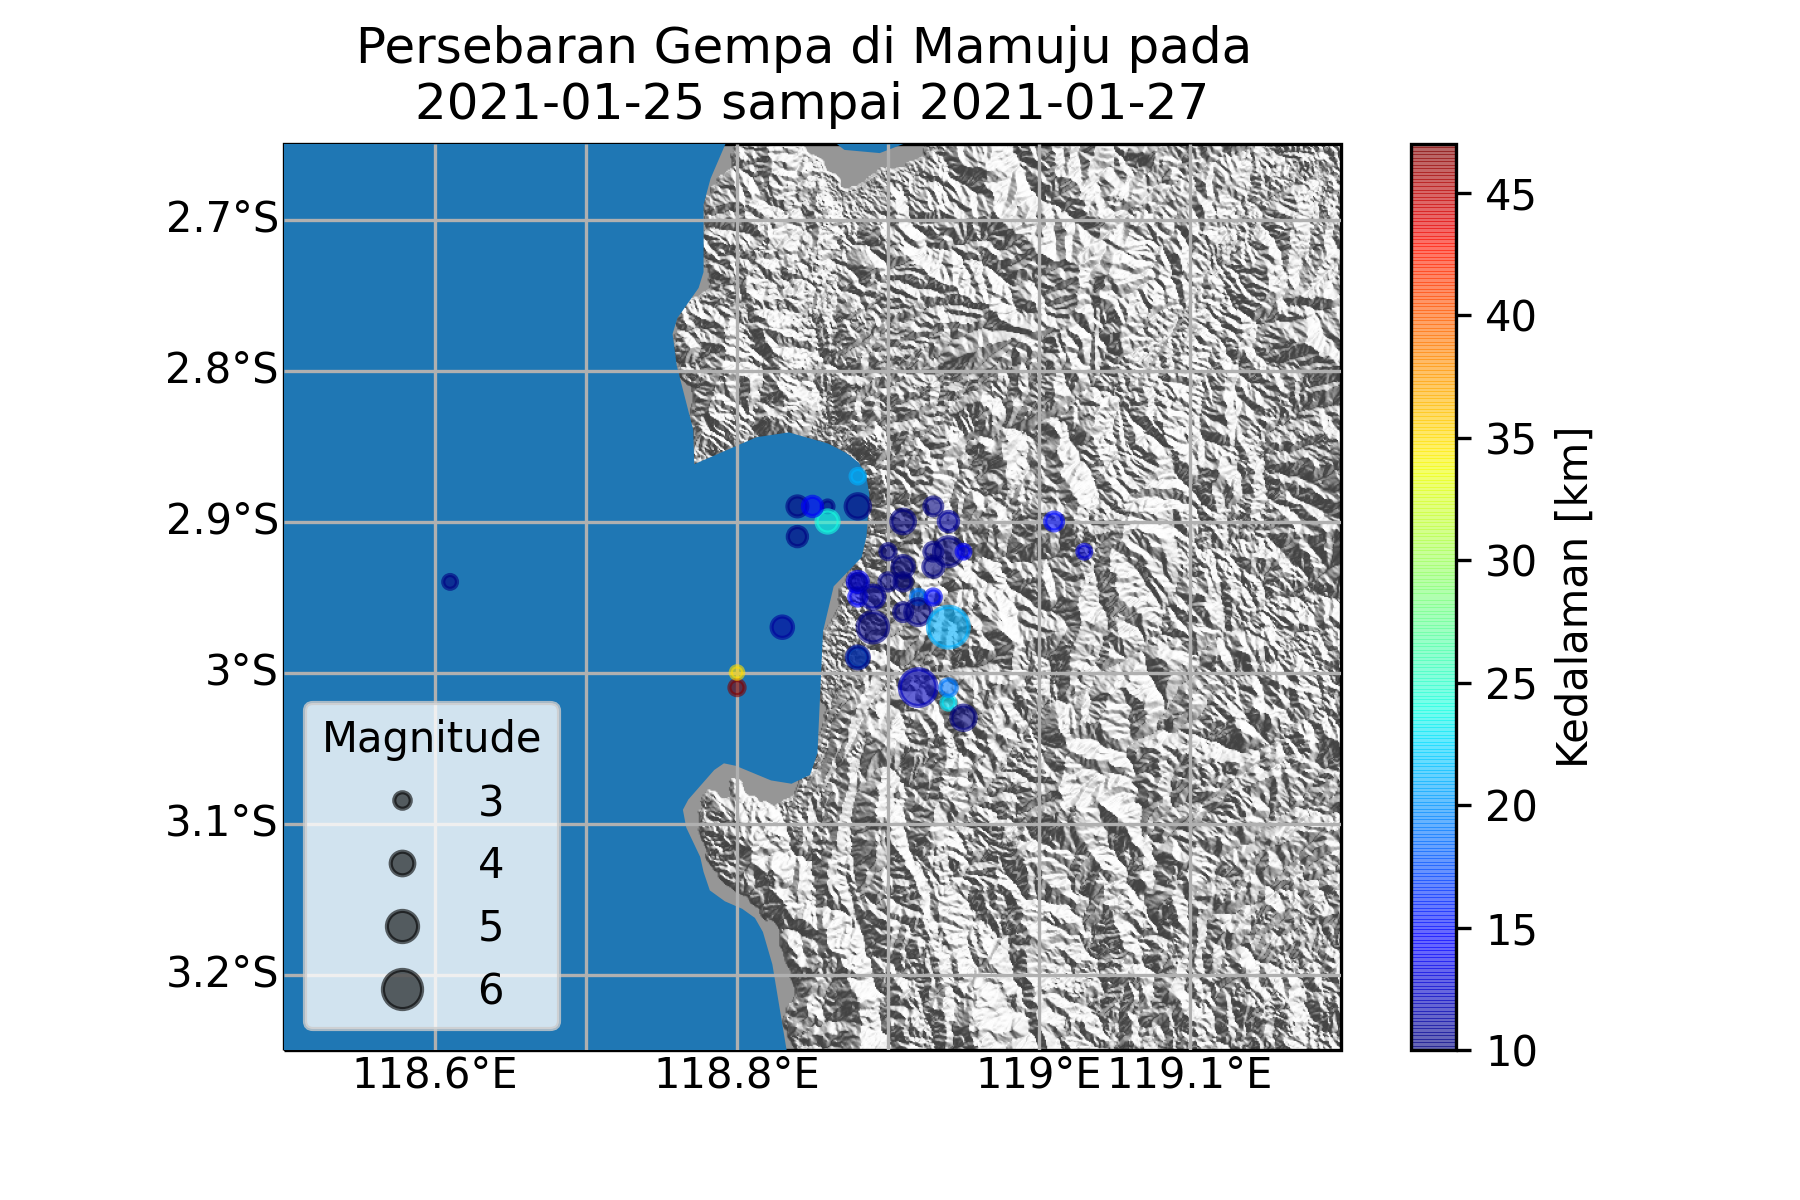 Persebaran Gempa di Mamuju pada
2021-01-25 sampai 2021-01-27
2.7°S
2.8°S
2.9°S
3°S
3.1°S
3.2°S
118.6°E
118.8°E
119°E
119.1°E
Magnitude
3
4
5
6
45
40
35
30
25
20
15
10
Kedalaman [km]